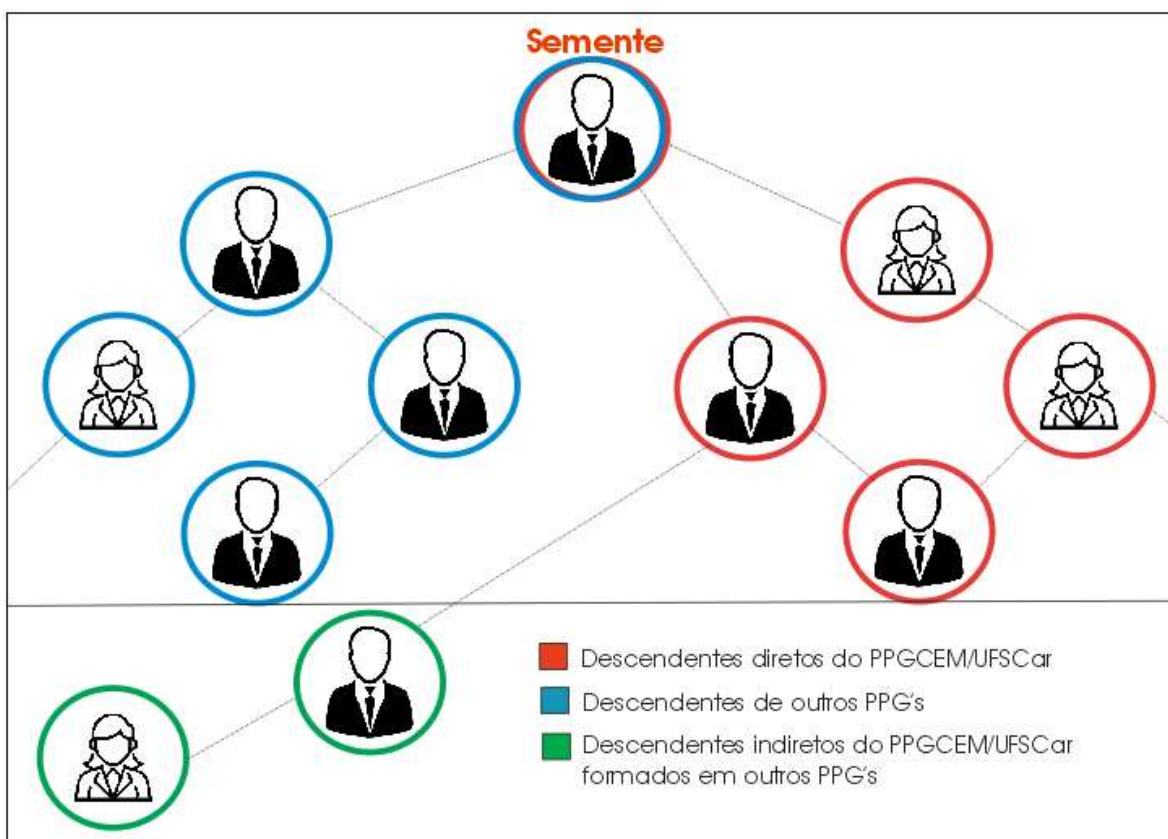 Semente
Descendentes diretos do PPGCEM/UFSCar
Descendentes de outros PPG's
Descendentes indiretos do PPGCEM/UFSCar
formados em outros PPG's